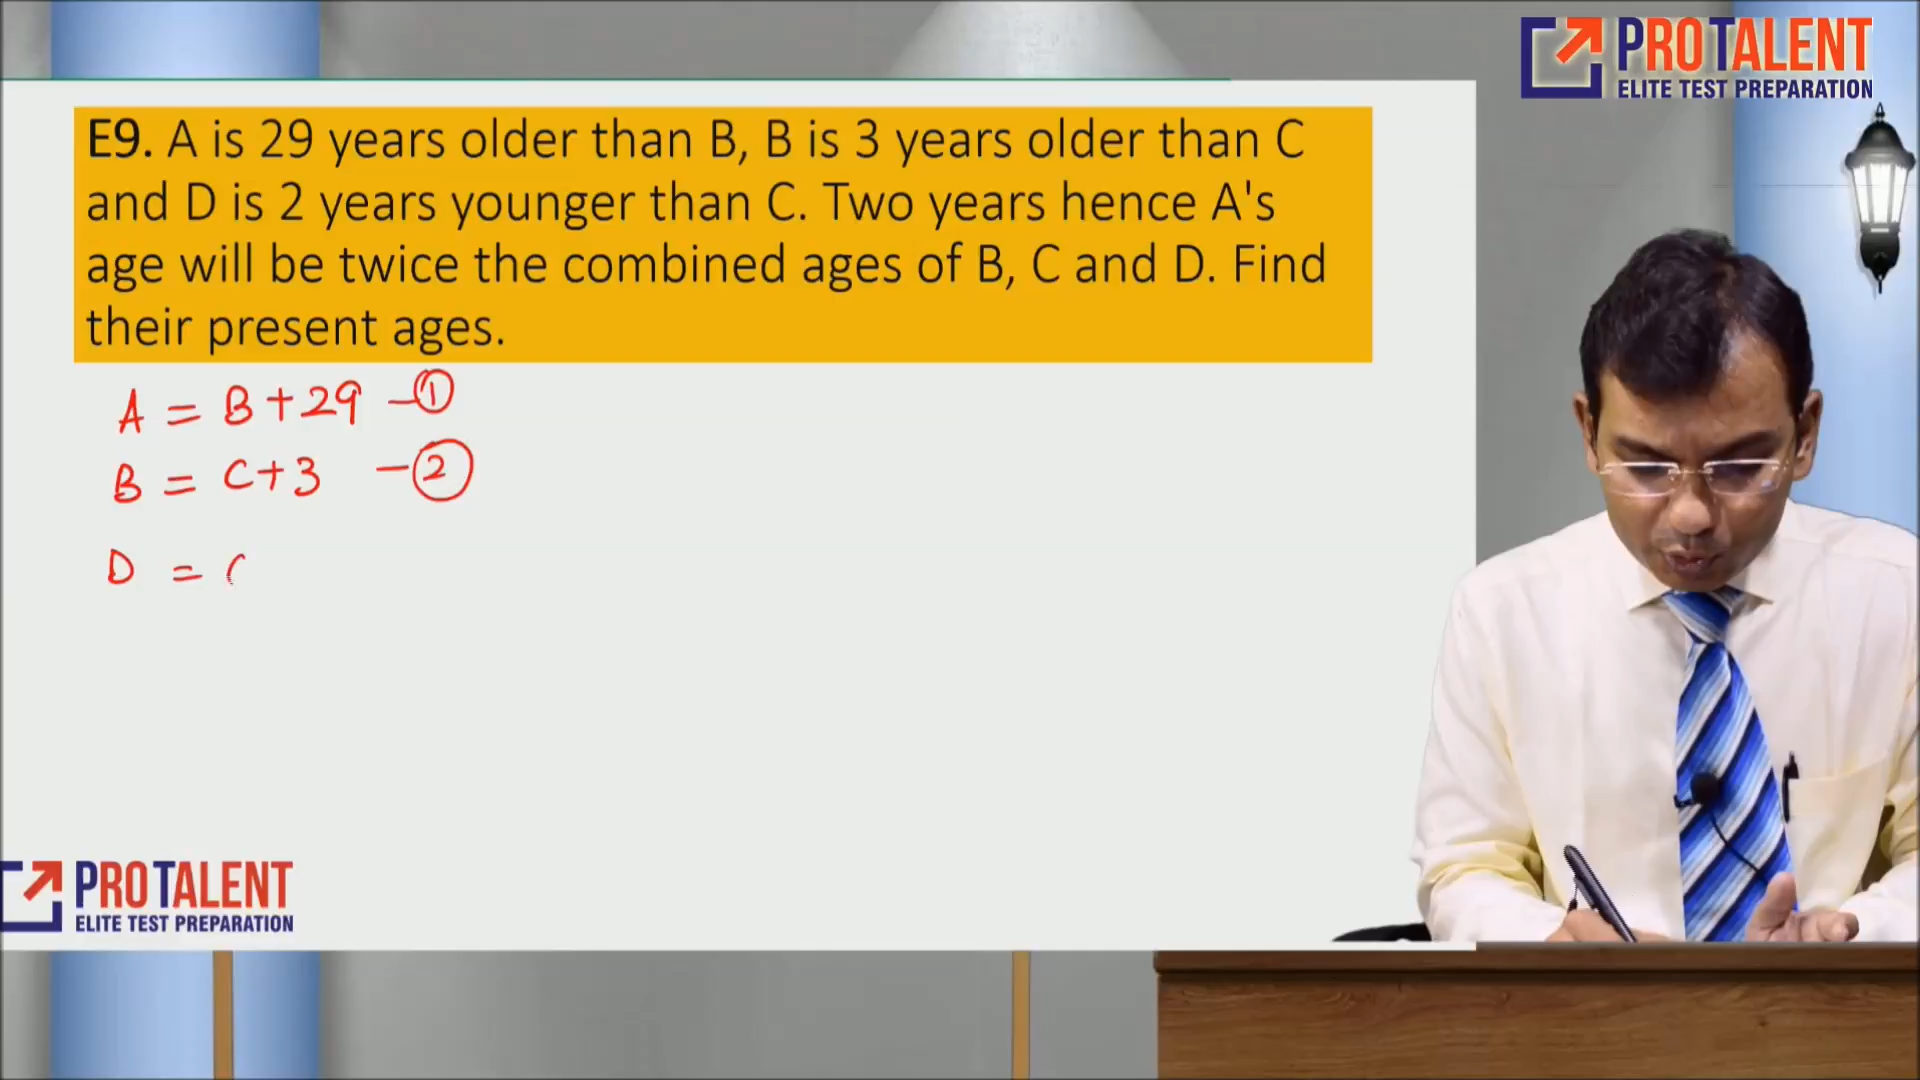 PROTALENT
ELITE TEST PREPARATION
E9. A is 29 years older than B, B is 3 years older than C
and D is 2 years younger than C. Two years hence A's
age will be twice the combined ages of B, C and D. Find
their present ages.
A = B + 29 - ①
B = C + 3 - ②
D = C
PROTALENT
ELITE TEST PREPARATION